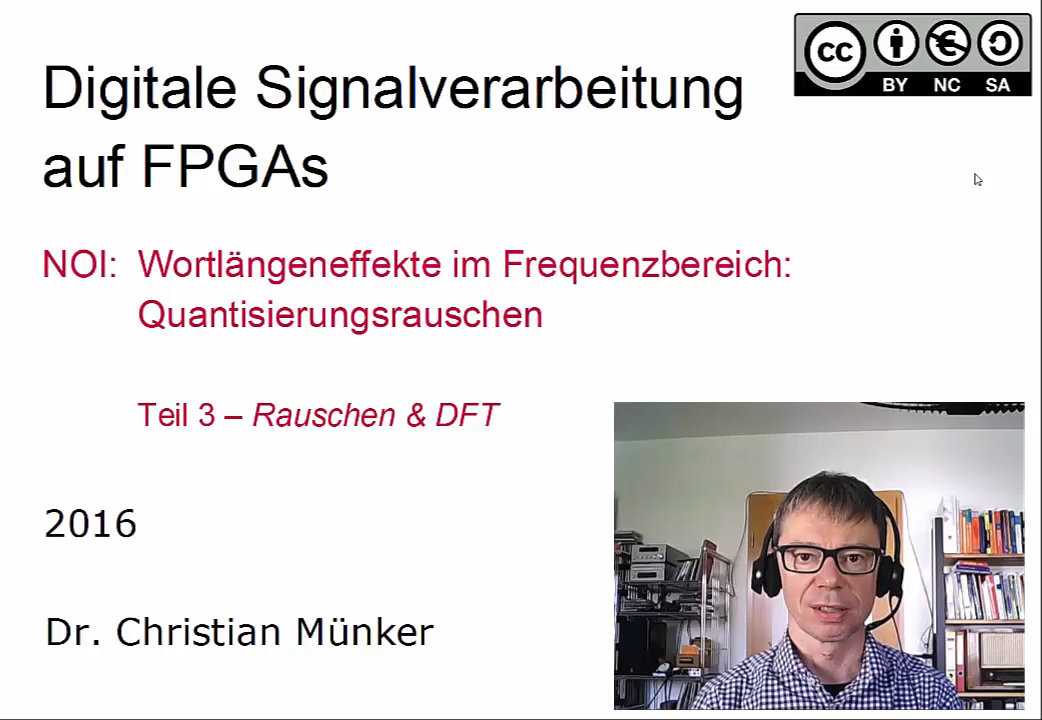 Digitale Signalverarbeitung
auf FPGAs
cc
BY NC SA
NOI: Wortlängeneffekte im Frequenzbereich:
Quantisierungsrauschen
Teil 3 – Rauschen & DFT
2016
Dr. Christian Münker